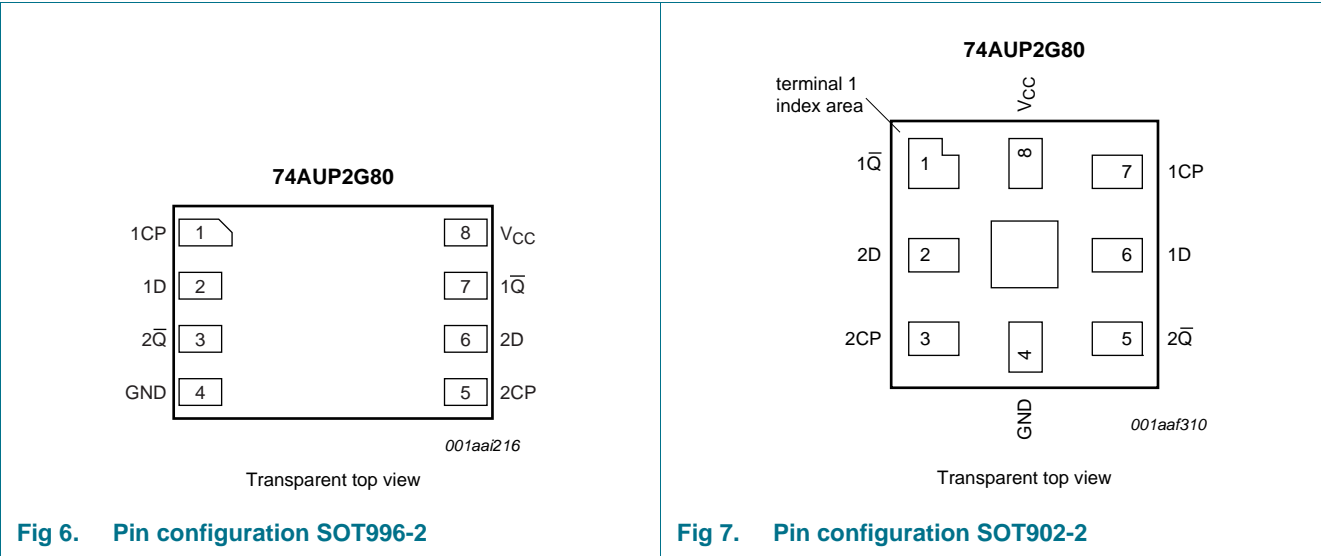 74AUP2G80
1CP 1 8 VCC
1D 2 7 1Q̅
2Q̅ 3 6 2D
GND 4 5 2CP
001aai216
Transparent top view
Fig 6. Pin configuration SOT996-2
74AUP2G80
terminal 1
index area
VCC
1Q̅ 1 8 7 1CP
2D 2 6 1D
2CP 3 4 5 2Q̅
GND
001aaf310
Transparent top view
Fig 7. Pin configuration SOT902-2